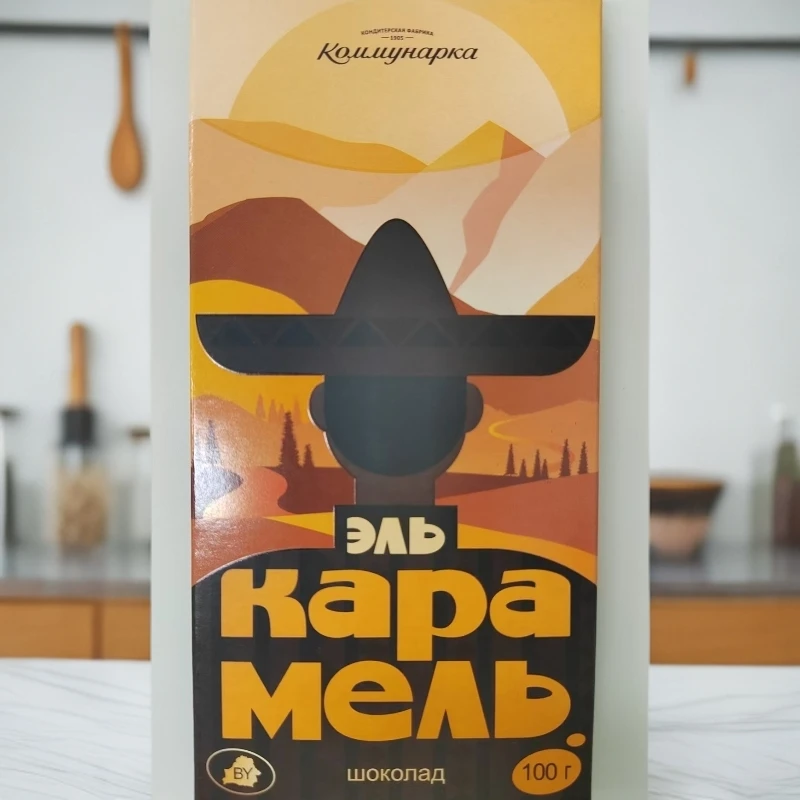 КОНДИТЕРСКАЯ ФАБРИКА
1905
Коммунарка
эль
кара
мель
BY
шоколад
100 г